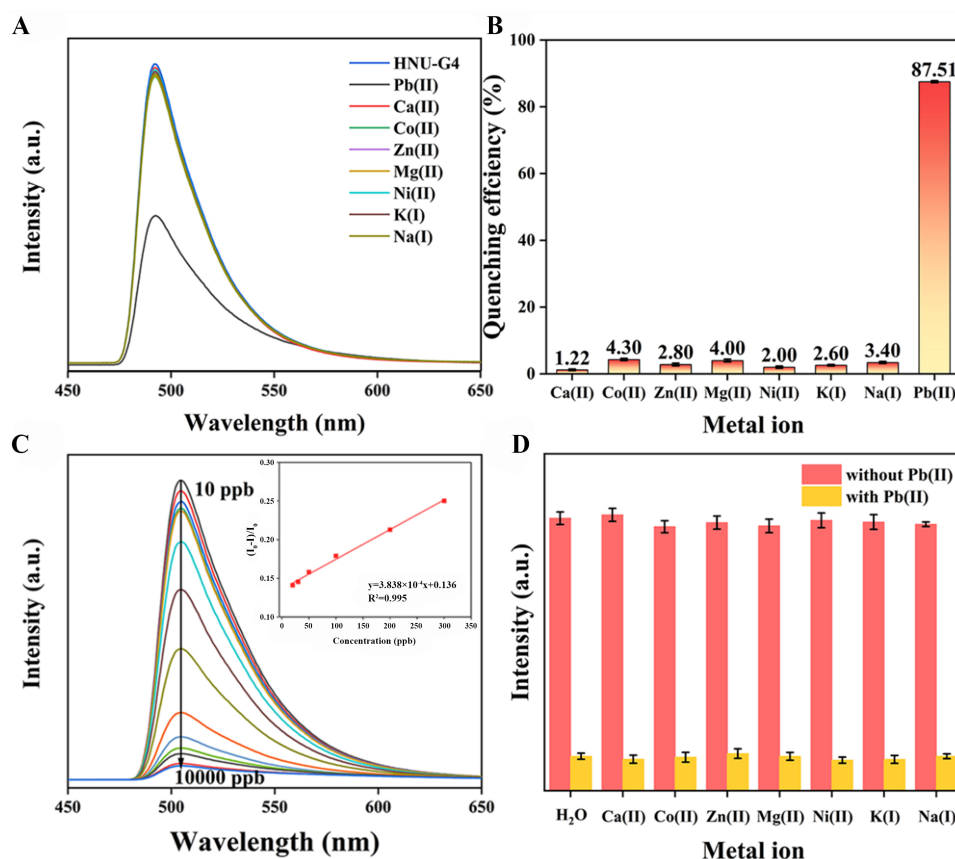 A
HNU-G4
Pb(II)
Ca(II)
Co(II)
Zn(II)
Mg(II)
Ni(II)
K(I)
Na(I)
Intensity (a.u.)
450 500 550 600 650
Wavelength (nm)
B
100
80
60
40
20
0
Quenching effciency (%)
1.22 4.30 2.80 4.00 2.00 2.60 3.40 87.51
Ca(II) Co(II) Zn(II) Mg(II) Ni(II) K(I) Na(I) Pb(II)
Metal ion
C
10 ppb
10000 ppb
Intensity (a.u.)
450 500 550 600 650
Wavelength (nm)
0.30
0.25
0.20
0.15
0.10
(I₀-I)/I₀
y=3.838×10⁻⁴x+0.136
R²=0.995
0 50 100 150 200 250 300 350
Concentration (ppb)
D
without Pb(II)
with Pb(II)
Intensity (a.u.)
H₂O Ca(II) Co(II) Zn(II) Mg(II) Ni(II) K(I) Na(I)
Metal ion